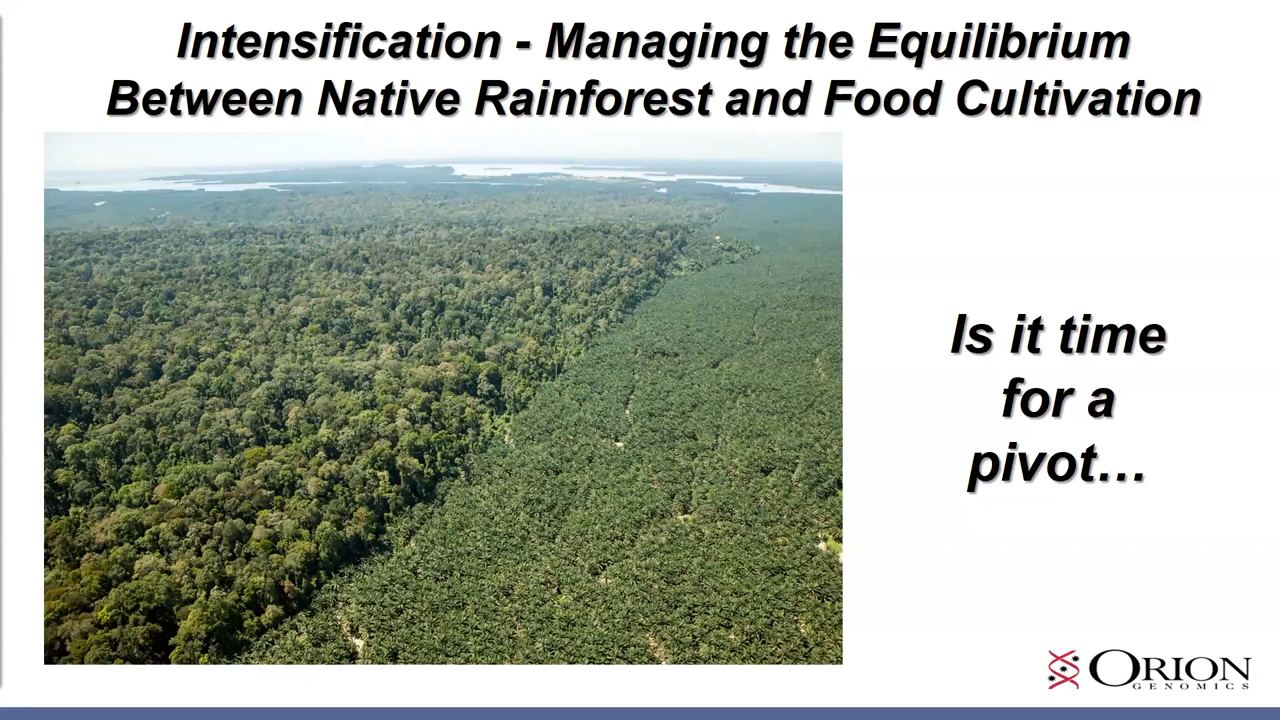 Intensification - Managing the Equilibrium
Between Native Rainforest and Food Cultivation
Is it time
for a
pivot…
ORION
GENOMICS